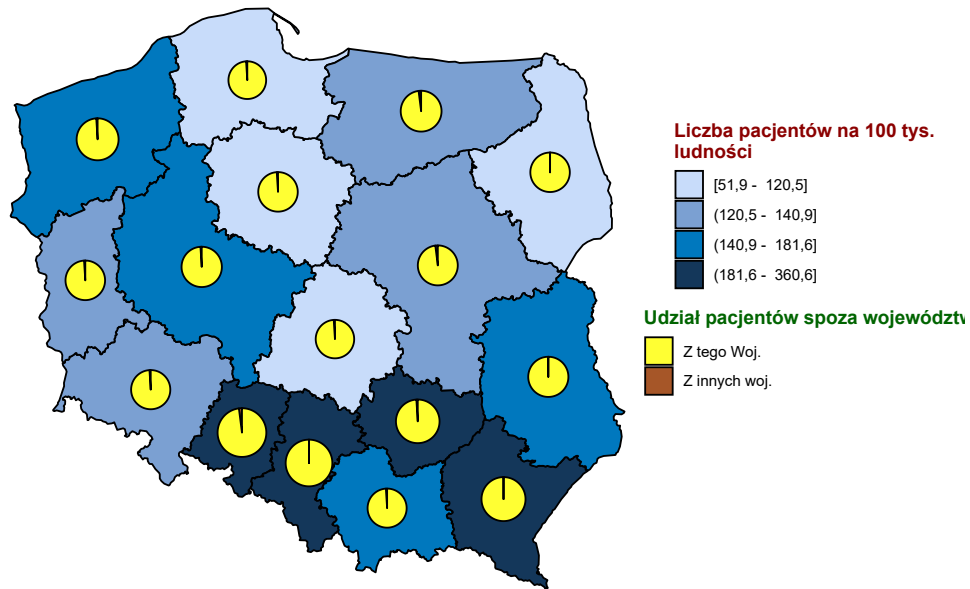 Liczba pacjentów na 100 tys.
ludności
[51,9 - 120,5]
(120,5 - 140,9]
(140,9 - 181,6]
(181,6 - 360,6]
Udział pacjentów spoza województw
Z tego Woj.
Z innych woj.